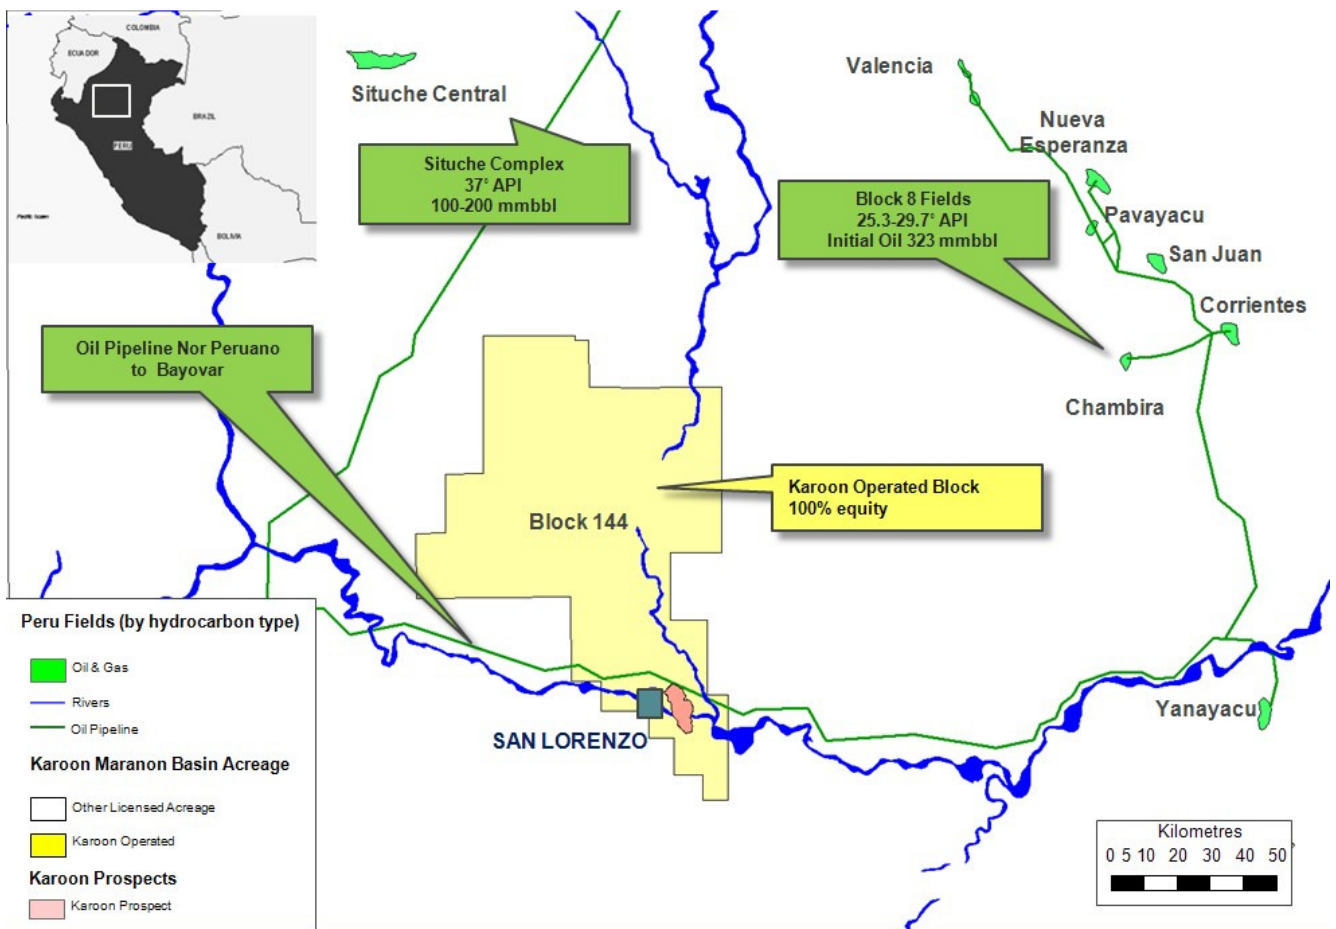 COLOMBIA
ECUADOR
BRAZIL
PERU
Pacific Ocean
BOLIVIA
Situche Central
Situche Complex
37° API
100-200 mmbbl
Valencia
Nueva
Esperanza
Pavayacu
San Juan
Corrientes
Block 8 Fields
25.3-29.7° API
Initial Oil 323 mmbbl
Chambira
Oil Pipeline Nor Peruano
to Bayovar
Karoon Operated Block
100% equity
Block 144
SAN LORENZO
Yanayacu
Peru Fields (by hydrocarbon type)
Oil & Gas
Rivers
Oil Pipeline
Karoon Maranon Basin Acreage
Other Licensed Acreage
Karoon Operated
Karoon Prospects
Karoon Prospect
Kilometres
0 5 10 20 30 40 50